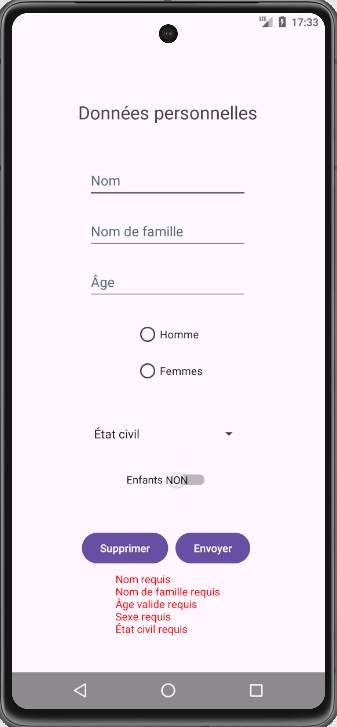 LTE 17:33
Données personnelles
Nom
Nom de famille
Âge
Homme
Femmes
État civil
Enfants NON
Supprimer Envoyer
Nom requis
Nom de famille requis
Âge valide requis
Sexe requis
État civil requis